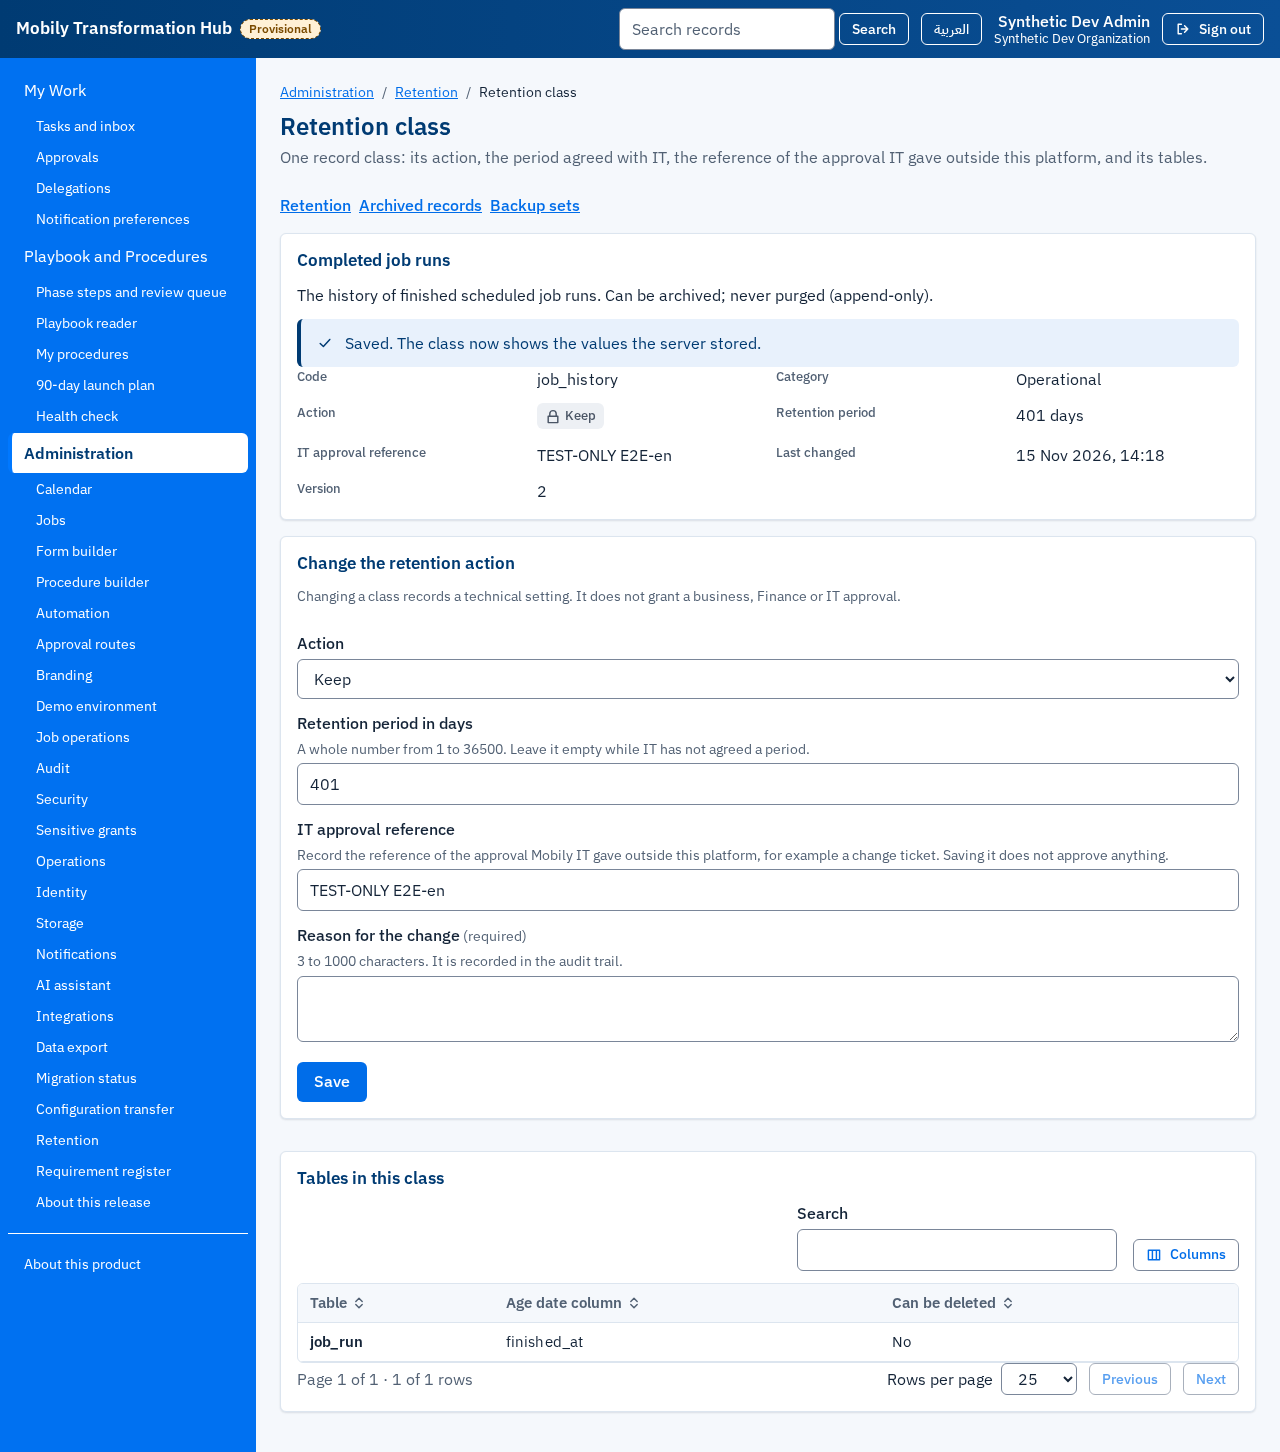 Mobily Transformation Hub Provisional Search records Search العربية Synthetic Dev Admin Sign out
Synthetic Dev Organization
My Work
Tasks and inbox
Approvals
Delegations
Notification preferences
Playbook and Procedures
Phase steps and review queue
Playbook reader
My procedures
90-day launch plan
Health check
Administration
Calendar
Jobs
Form builder
Procedure builder
Automation
Approval routes
Branding
Demo environment
Job operations
Audit
Security
Sensitive grants
Operations
Identity
Storage
Notifications
AI assistant
Integrations
Data export
Migration status
Configuration transfer
Retention
Requirement register
About this release
About this product
Administration / Retention / Retention class
Retention class
One record class: its action, the period agreed with IT, the reference of the approval IT gave outside this platform, and its tables.
Retention Archived records Backup sets
Completed job runs
The history of finished scheduled job runs. Can be archived; never purged (append-only).
Saved. The class now shows the values the server stored.
Code job_history Category Operational
Action Keep Retention period 401 days
IT approval reference TEST-ONLY E2E-en Last changed 15 Nov 2026, 14:18
Version 2
Change the retention action
Changing a class records a technical setting. It does not grant a business, Finance or IT approval.
Action
Keep
Retention period in days
A whole number from 1 to 36500. Leave it empty while IT has not agreed a period.
401
IT approval reference
Record the reference of the approval Mobily IT gave outside this platform, for example a change ticket. Saving it does not approve anything.
TEST-ONLY E2E-en
Reason for the change (required)
3 to 1000 characters. It is recorded in the audit trail.
Save
Tables in this class
Search
Columns
Table Age date column Can be deleted
job_run finished_at No
Page 1 of 1 · 1 of 1 rows Rows per page 25 Previous Next